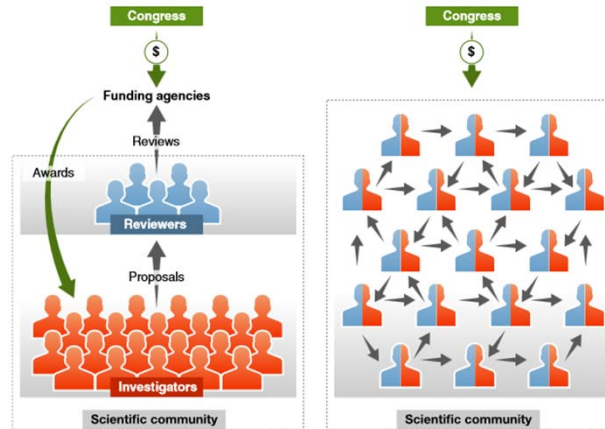 Congress
$
Funding agencies
Reviews
Awards
Reviewers
Proposals
Investigators
Scientific community
Congress
$
Scientific community